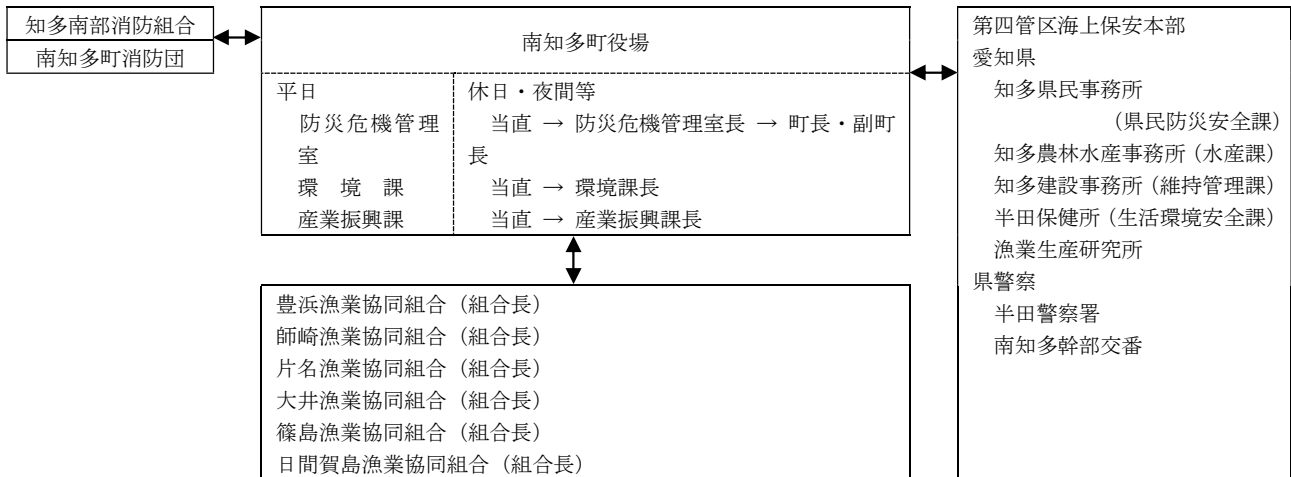 知多南部消防組合
南知多町消防団
南知多町役場
平日
防災危機管理
室
環　境　課
産業振興課
休日・夜間等
当直 → 防災危機管理室長 → 町長・副町
長
当直 → 環境課長
当直 → 産業振興課長
豊浜漁業協同組合（組合長）
師崎漁業協同組合（組合長）
片名漁業協同組合（組合長）
大井漁業協同組合（組合長）
篠島漁業協同組合（組合長）
日間賀島漁業協同組合（組合長）
第四管区海上保安本部
愛知県
知多県民事務所
（県民防災安全課）
知多農林水産事務所（水産課）
知多建設事務所（維持管理課）
半田保健所（生活環境安全課）
漁業生産研究所
県警察
半田警察署
南知多幹部交番